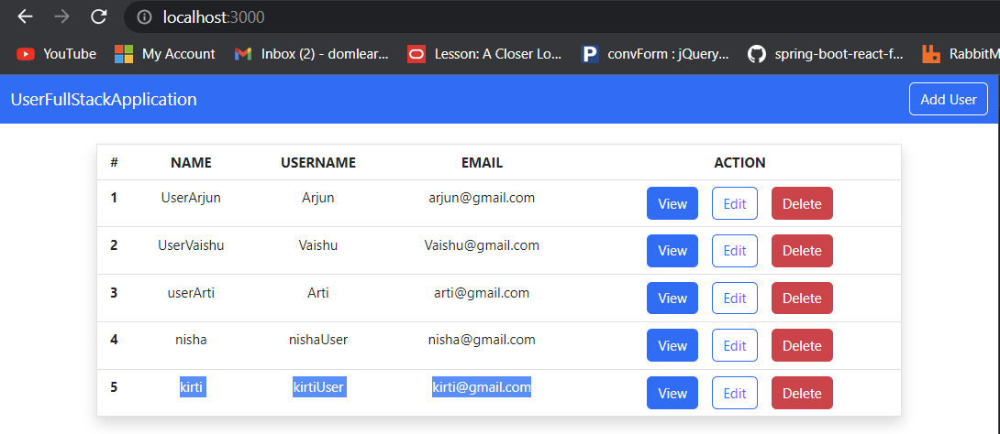 localhost:3000
YouTube My Account Inbox (2) - domlear... Lesson: A Closer Lo... convForm : jQuery... spring-boot-react-f... RabbitM
UserFullStackApplication Add User
# NAME USERNAME EMAIL ACTION
1 UserArjun Arjun arjun@gmail.com View Edit Delete
2 UserVaishu Vaishu Vaishu@gmail.com View Edit Delete
3 userArti Arti arti@gmail.com View Edit Delete
4 nisha nishaUser nisha@gmail.com View Edit Delete
5 kirti kirtiUser kirti@gmail.com View Edit Delete